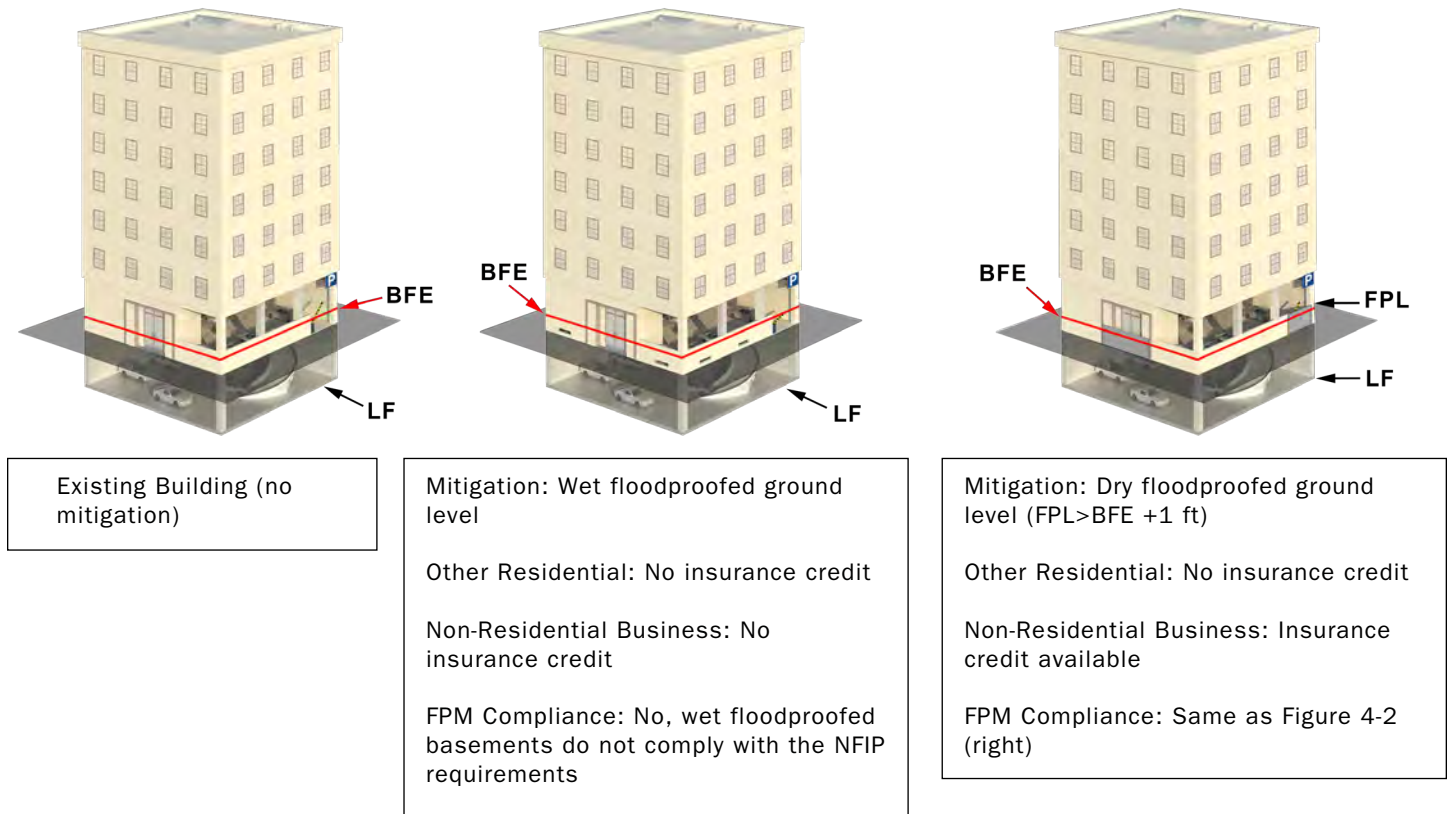 P
BFE
LF
BFE
P
LF
BFE
P
FPL
LF
Existing Building (no
mitigation)
Mitigation: Wet floodproofed ground
level
Other Residential: No insurance credit
Non-Residential Business: No
insurance credit
FPM Compliance: No, wet floodproofed
basements do not comply with the NFIP
requirements
Mitigation: Dry floodproofed ground
level (FPL>BFE +1 ft)
Other Residential: No insurance credit
Non-Residential Business: Insurance
credit available
FPM Compliance: Same as Figure 4-2
(right)